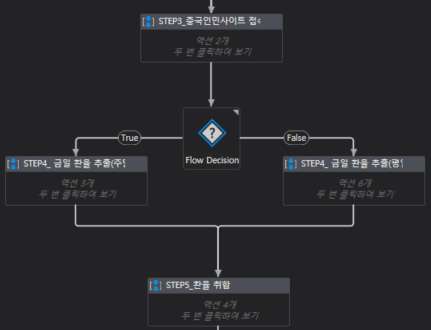 STEP3_중국인민사이트 접속
액션 2개
두 번 클릭하여 보기
True
False
Flow Decision
STEP4_ 금일 환율 추출(주말
액션 3개
두 번 클릭하여 보기
STEP4_ 금일 환율 추출(평일
액션 6개
두 번 클릭하여 보기
STEP5_환율 취합
액션 4개
두 번 클릭하여 보기